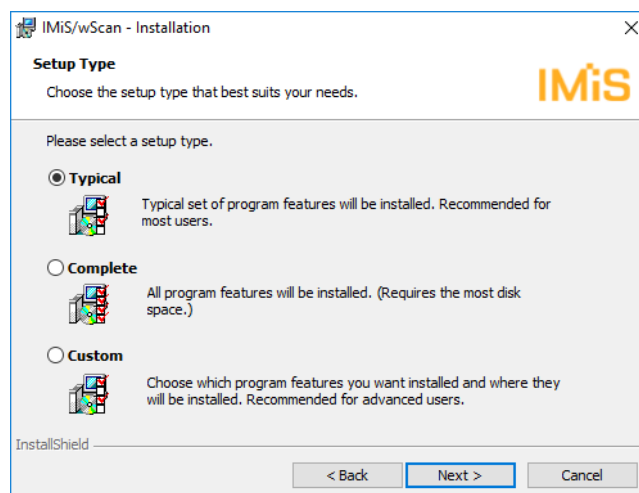 IMiS/wScan - Installation
Setup Type
Choose the setup type that best suits your needs.
IMiS
Please select a setup type.
Typical
Typical set of program features will be installed. Recommended for
most users.
Complete
All program features will be installed. (Requires the most disk
space.)
Custom
Choose which program features you want installed and where they
will be installed. Recommended for advanced users.
InstallShield
< Back
Next >
Cancel